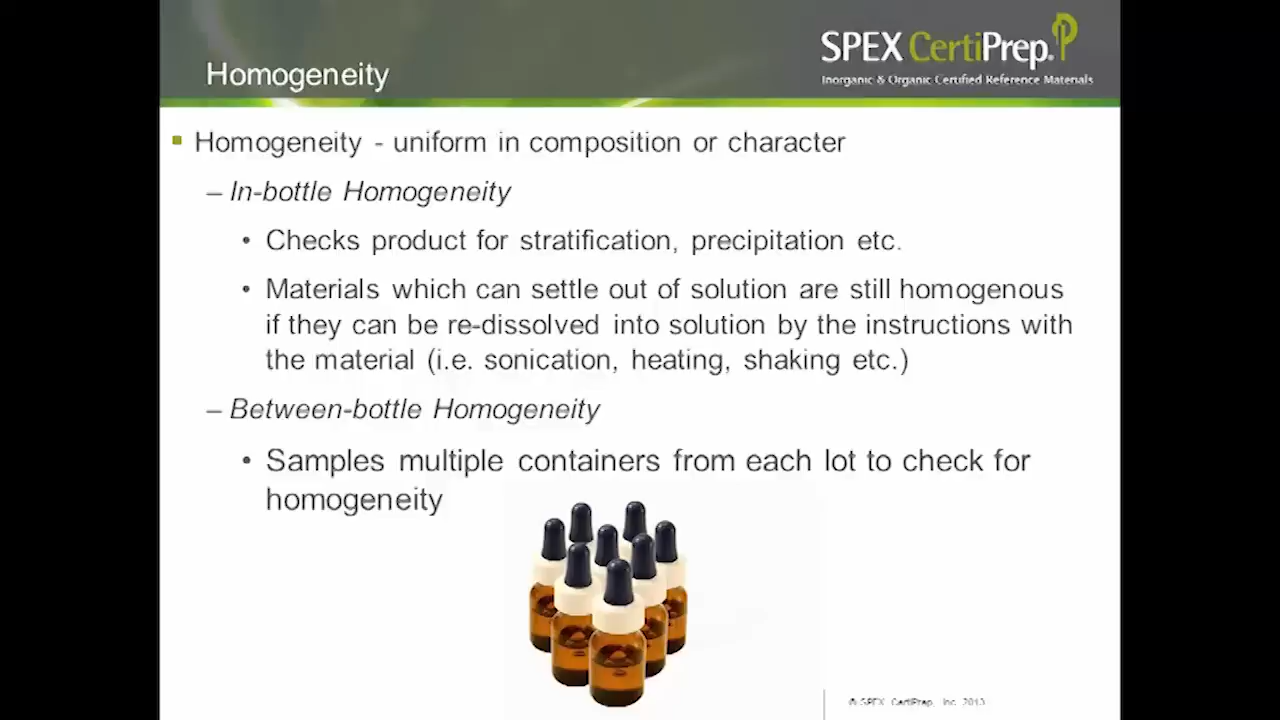 SPEX CertiPrep.
Inorganic & Organic Certified Reference Materials
Homogeneity
▪ Homogeneity - uniform in composition or character
– In-bottle Homogeneity
• Checks product for stratification, precipitation etc.
• Materials which can settle out of solution are still homogenous
if they can be re-dissolved into solution by the instructions with
the material (i.e. sonication, heating, shaking etc.)
– Between-bottle Homogeneity
• Samples multiple containers from each lot to check for
homogeneity
© SPEX CertiPrep, Inc. 2013